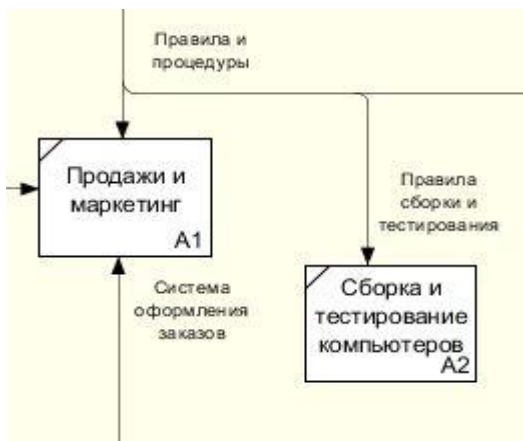 Правила и
процедуры
Продажи и
маркетинг
A1
Правила
сборки и
тестирования
Система
оформления
заказов
Сборка и
тестирование
компьютеров
A2